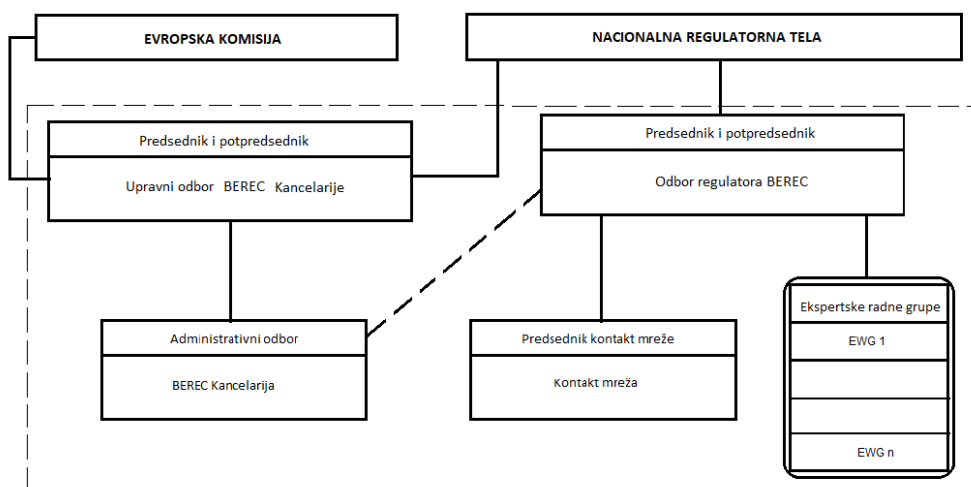 EVROPSKA KOMISIJA
NACIONALNA REGULATORNA TELA
Predsednik i potpredsednik
Upravni odbor BEREC Kancelarije
Predsednik i potpredsednik
Odbor regulatora BEREC
Administrativni odbor
BEREC Kancelarija
Predsednik kontakt mreže
Kontakt mreža
Ekspertske radne grupe
EWG 1
EWG n